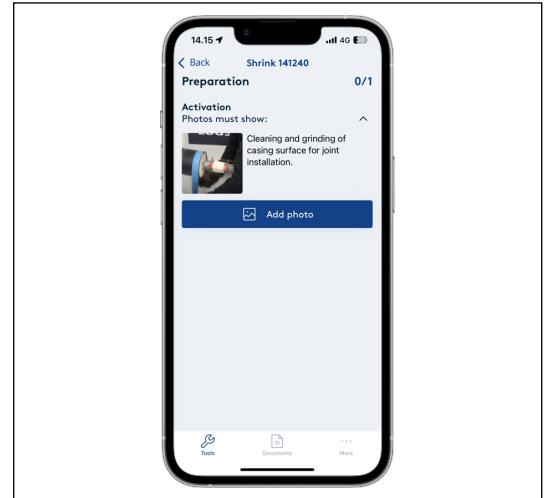 14.15
4G
Back
Shrink 141240
Preparation
0/1
Activation
Photos must show:
Cleaning and grinding of
casing surface for joint
installation.
Add photo
Tools
Documents
More